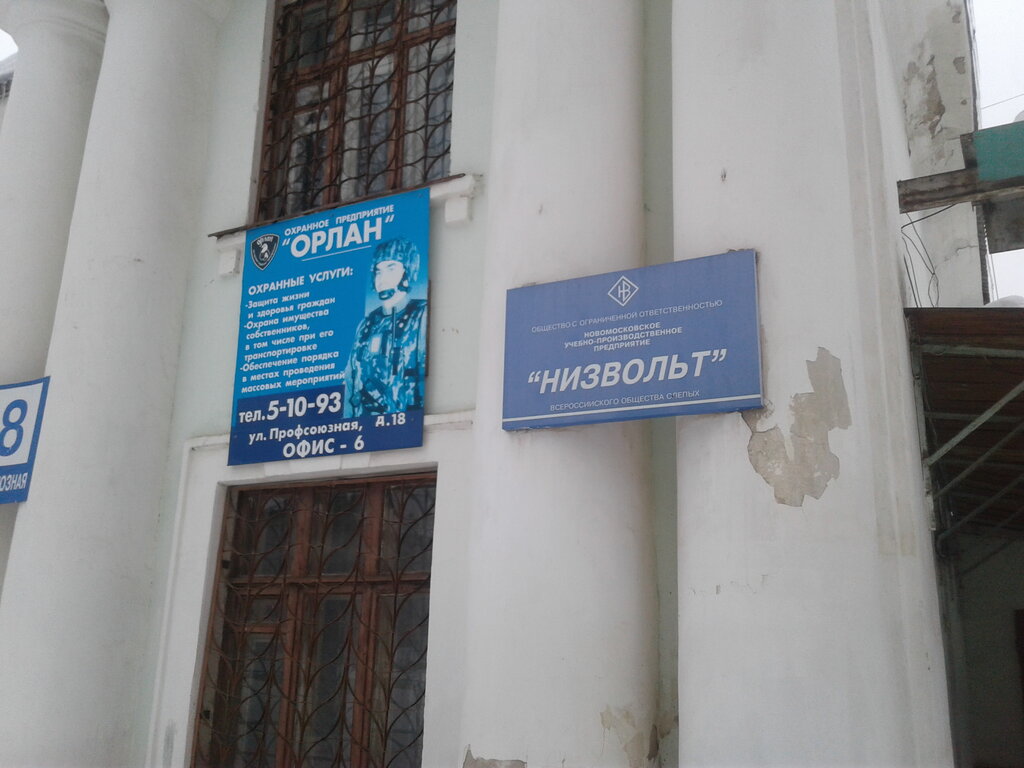 8
ОХРАННОЕ ПРЕДПРИЯТИЕ
"ОРЛАН"
ОХРАННЫЕ УСЛУГИ:
-Защита жизни
и здоровья граждан
-Охрана имущества
собственников,
в том числе при его
транспортировке
-Обеспечение порядка
в местах проведения
массовых мероприятий
тел. 5-10-93
ул. Профсоюзная, д.18
ОФИС - 6
НВ
ОБЩЕСТВО С ОГРАНИЧЕННОЙ ОТВЕТСТВЕННОСТЬЮ
НОВОМОСКОВСКОЕ
УЧЕБНО-ПРОИЗВОДСТВЕННОЕ
ПРЕДПРИЯТИЕ
"НИЗВОЛЬТ"
ВСЕРОССИЙСКОГО ОБЩЕСТВА СЛЕПЫХ